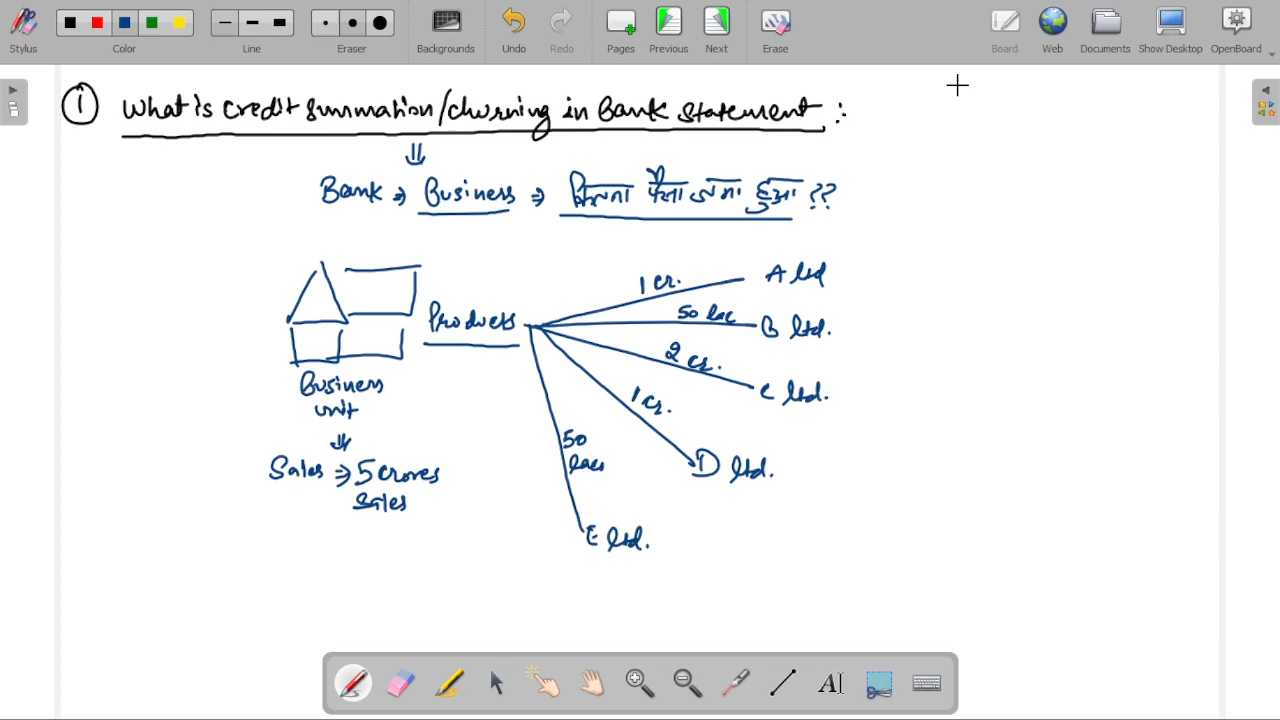 Stylus Color Line Eraser Backgrounds Undo Redo Pages Previous Next Erase Board Web Documents Show Desktop OpenBoard
① What is credit summation/churning in Bank statement :
⇓
Bank ⇒ Business ⇒ कितना पैसा जमा हुआ ??
1 cr. A ltd
Products 50 lac B ltd.
2 cr. C ltd.
Business
unit
1 cr.
⇓
Sales ⇒ 5 crores
Sales
50
lacs
D ltd.
E ltd.
AI